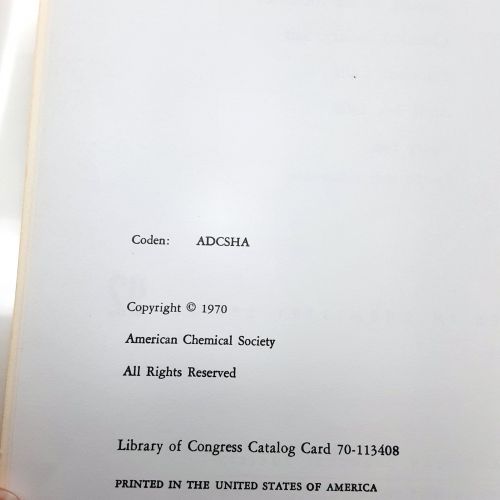 Coden: ADCSHA
Copyright © 1970
American Chemical Society
All Rights Reserved
Library of Congress Catalog Card 70-113408
PRINTED IN THE UNITED STATES OF AMERICA